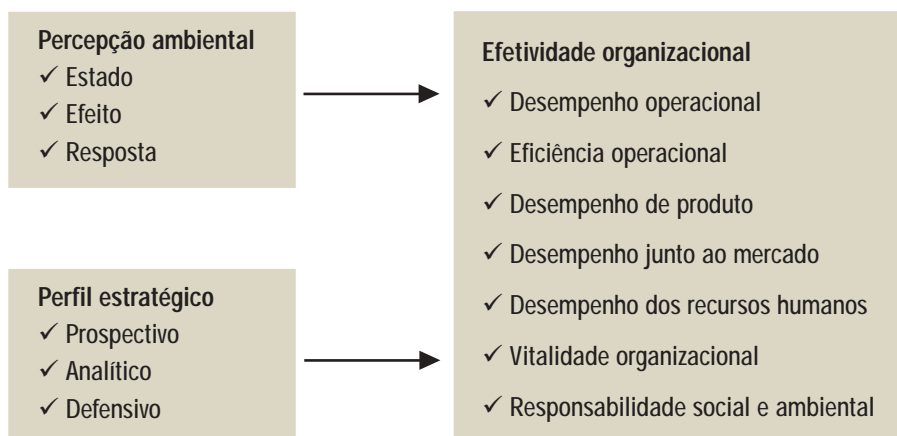 Percepção ambiental
✓ Estado
✓ Efeito
✓ Resposta
Perfil estratégico
✓ Prospectivo
✓ Analítico
✓ Defensivo
Efetividade organizacional
✓ Desempenho operacional
✓ Eficiência operacional
✓ Desempenho de produto
✓ Desempenho junto ao mercado
✓ Desempenho dos recursos humanos
✓ Vitalidade organizacional
✓ Responsabilidade social e ambiental